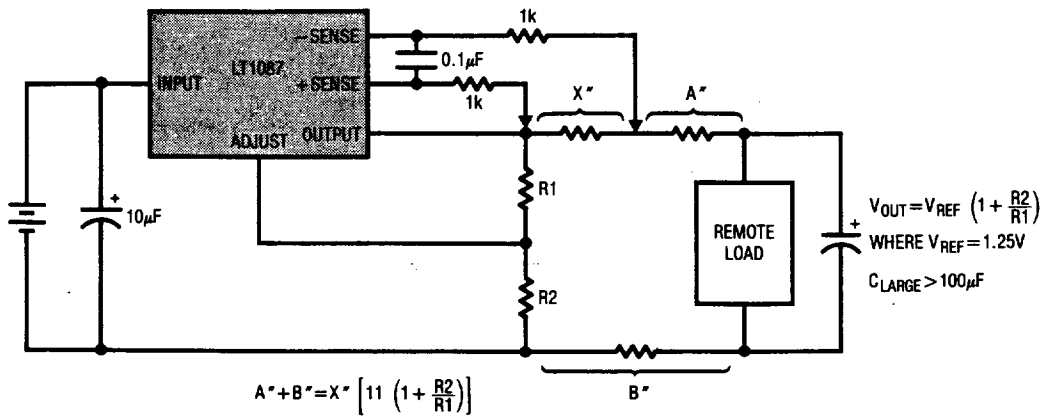 1k
–SENSE
0.1μF
LT1087
INPUT
+SENSE
1k
X″
A″
ADJUST
OUTPUT
R1
10μF
+
+
REMOTE
LOAD
V_OUT=V_REF (1 + R2/R1)
WHERE V_REF=1.25V
C_LARGE>100μF
R2
A″+B″=X″ [11 (1 + R2/R1)]
B″